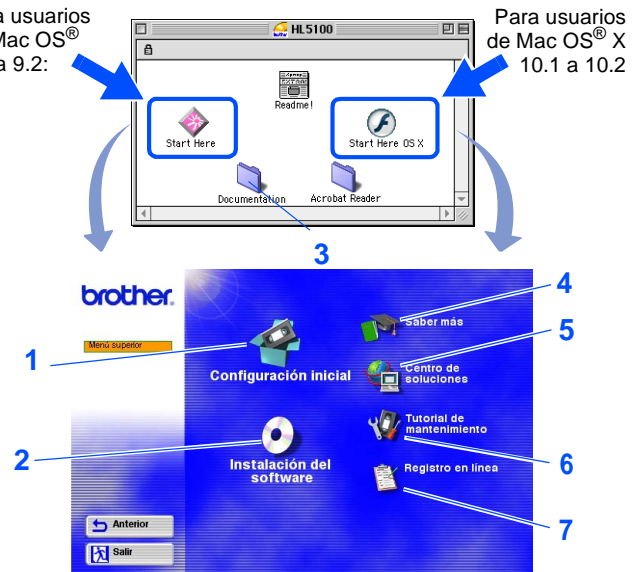 a usuarios
Mac OS®
a 9.2:
Para usuarios
de Mac OS® X
10.1 a 10.2
HL5100
Readme!
Start Here
Start Here OS X
Documentation
Acrobat Reader
3
brother.
Menú superior
1
Configuración inicial
2
Instalación del
software
4
Saber más
5
Centro de
soluciones
Tutorial de
mantenimiento
6
Registro en línea
7
Anterior
Salir